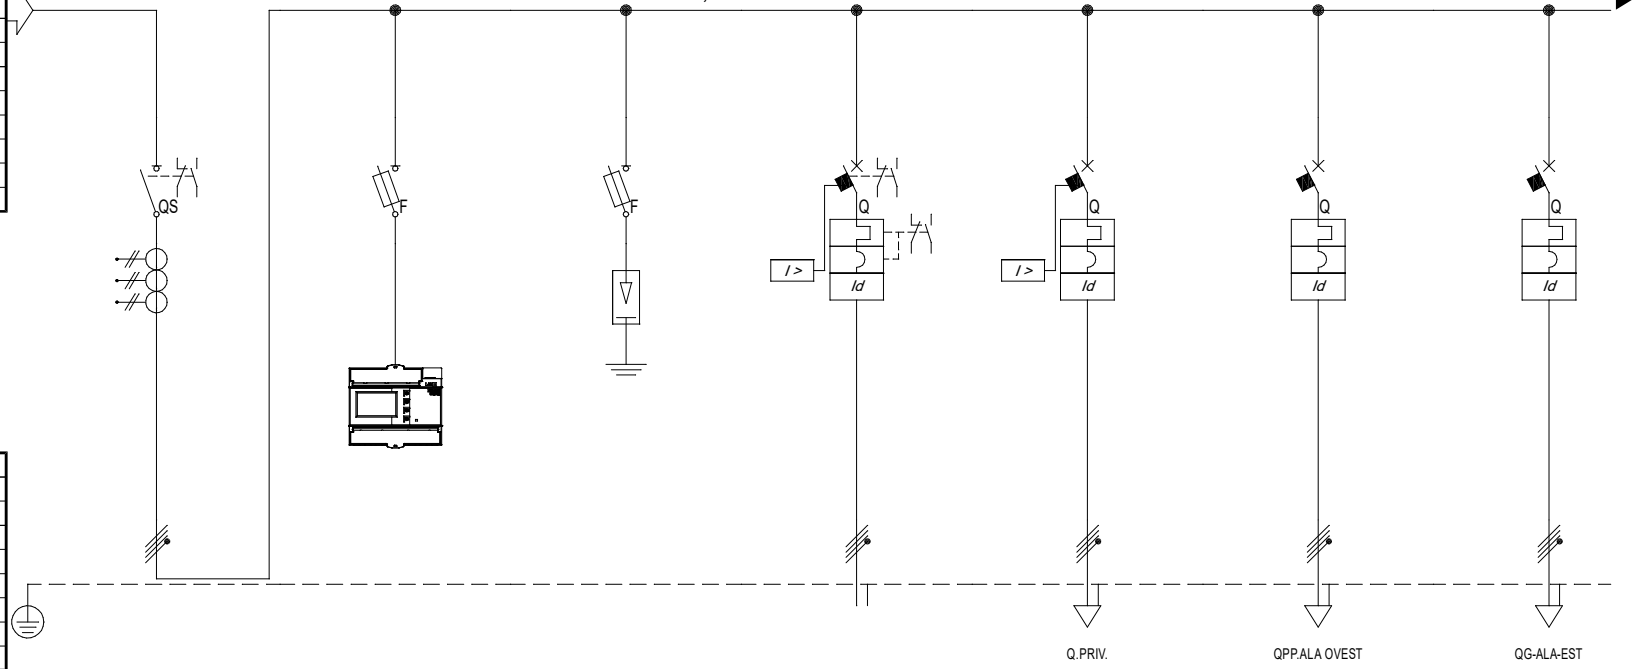 QS
F
F
Q
Q
Q
Q
I >
I >
Id
Id
Id
Id
Q.PRIV.
QPP.ALA OVEST
QG-ALA-EST